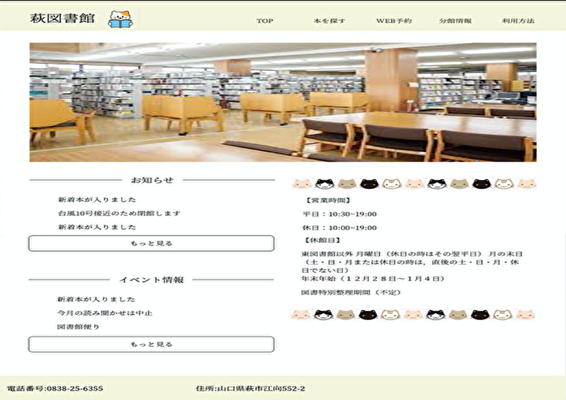 萩図書館
TOP 本を探す WEB予約 分館情報 利用方法
お知らせ
新着本が入りました
台風10号接近のため閉館します
新着本が入りました
もっと見る
イベント情報
新着本が入りました
今月の読み聞かせは中止
図書館便り
もっと見る
【営業時間】
平日：10:30~19:00
休日：10:00~19:00
【休館日】
東図書館以外 月曜日（休日の時はその翌平日）月の末日
（土・日・月または休日の時は，直後の土・日・月・休
日でない日）
年末年始（１２月２８日～１月４日）
図書特別整理期間（不定）
電話番号:0838-25-6355
住所:山口県萩市江向552-2